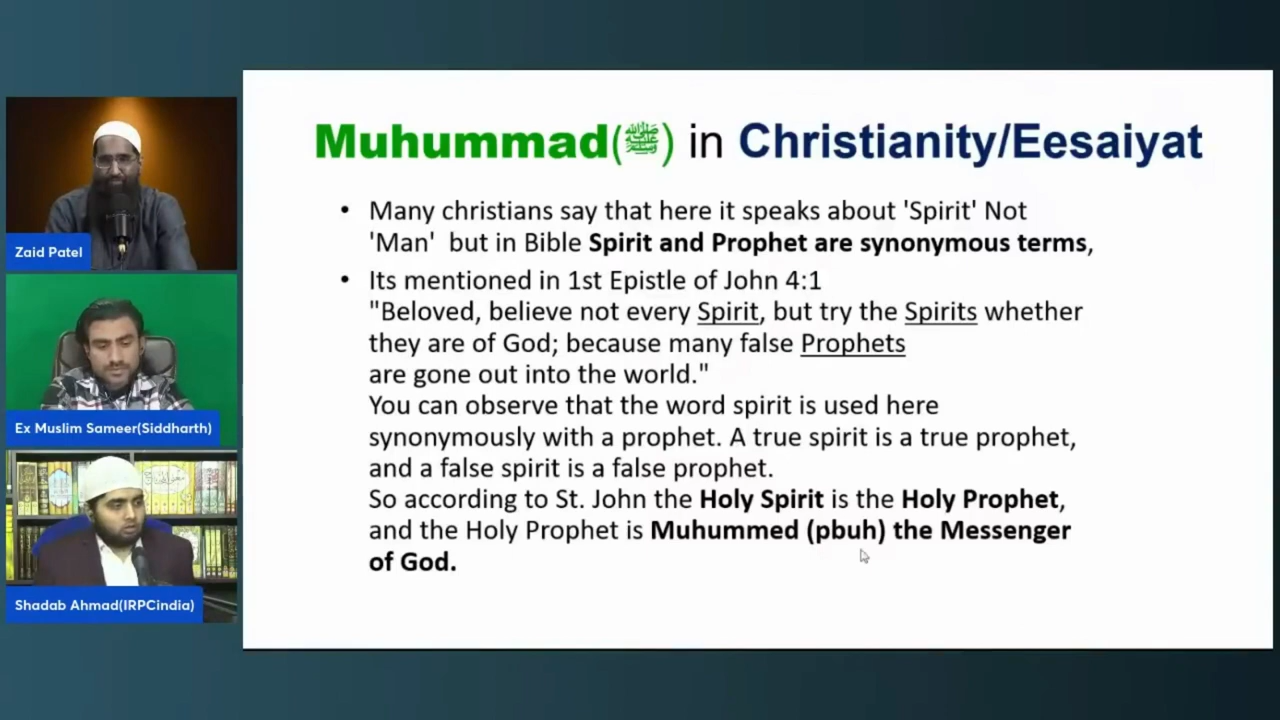 Muhummad(ﷺ) in Christianity/Eesaiyat
• Many christians say that here it speaks about 'Spirit' Not
'Man' but in Bible Spirit and Prophet are synonymous terms,
• Its mentioned in 1st Epistle of John 4:1
"Beloved, believe not every Spirit, but try the Spirits whether
they are of God; because many false Prophets
are gone out into the world."
You can observe that the word spirit is used here
synonymously with a prophet. A true spirit is a true prophet,
and a false spirit is a false prophet.
So according to St. John the Holy Spirit is the Holy Prophet,
and the Holy Prophet is Muhummed (pbuh) the Messenger
of God.
Zaid Patel
Ex Muslim Sameer(Siddharth)
Shadab Ahmad(IRPCindia)